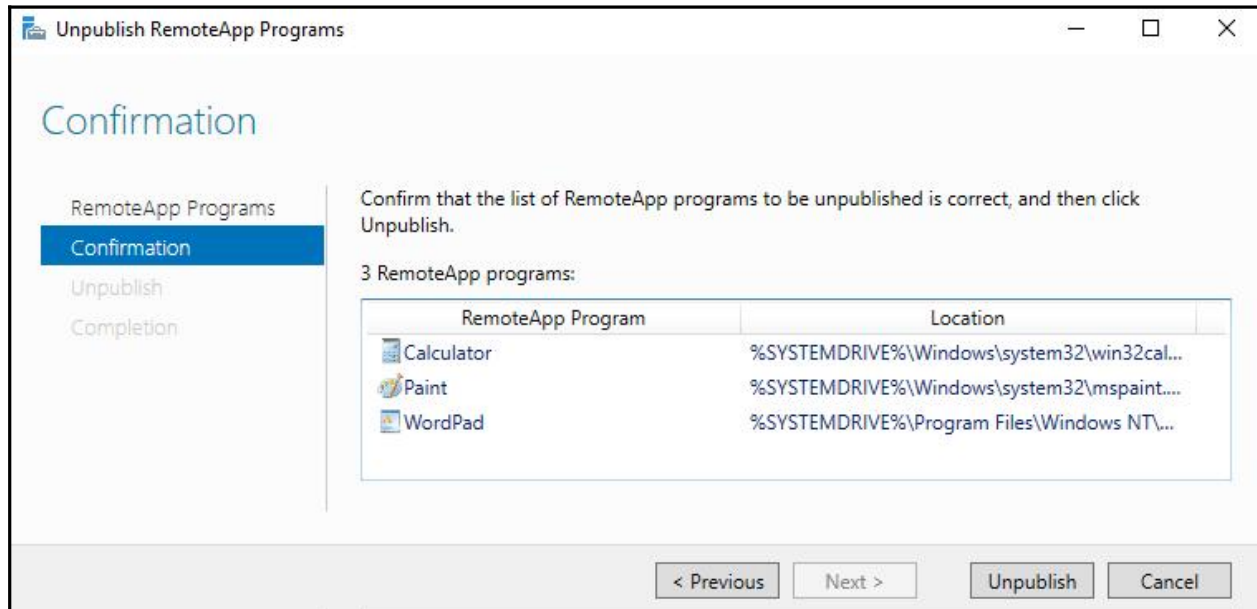 Unpublish RemoteApp Programs
Confirmation
RemoteApp Programs
Confirmation
Unpublish
Completion
Confirm that the list of RemoteApp programs to be unpublished is correct, and then click
Unpublish.
3 RemoteApp programs:
RemoteApp Program Location
Calculator %SYSTEMDRIVE%\Windows\system32\win32cal...
Paint %SYSTEMDRIVE%\Windows\system32\mspaint....
WordPad %SYSTEMDRIVE%\Program Files\Windows NT\...
< Previous Next > Unpublish Cancel